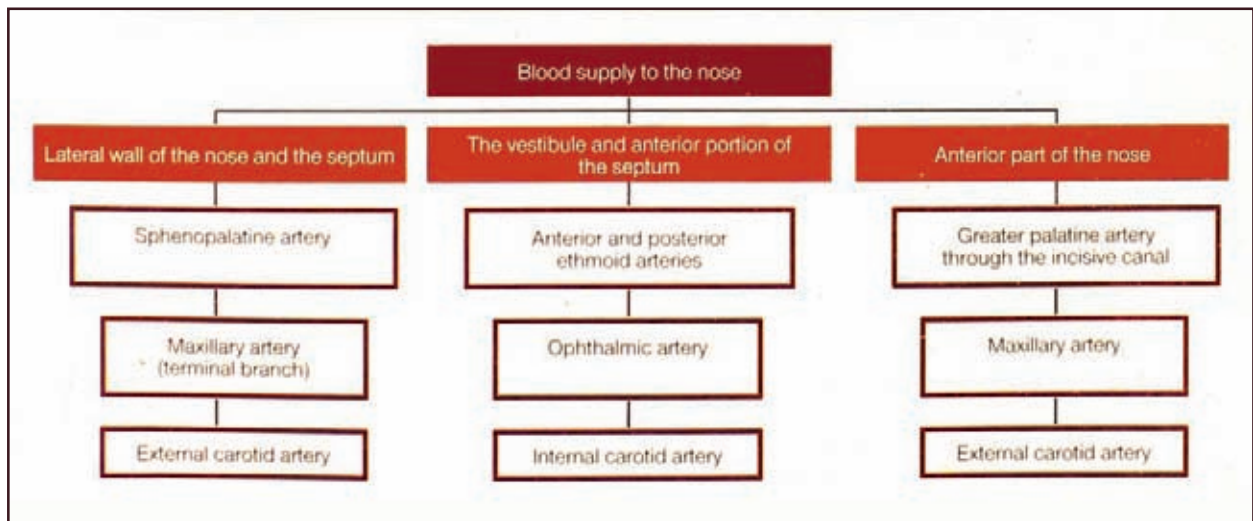 Blood supply to the nose
Lateral wall of the nose and the septum
The vestibule and anterior portion of
the septum
Anterior part of the nose
Sphenopalatine artery
Anterior and posterior
ethmoid arteries
Greater palatine artery
through the incisive canal
Maxillary artery
(terminal branch)
Ophthalmic artery
Maxillary artery
External carotid artery
Internal carotid artery
External carotid artery